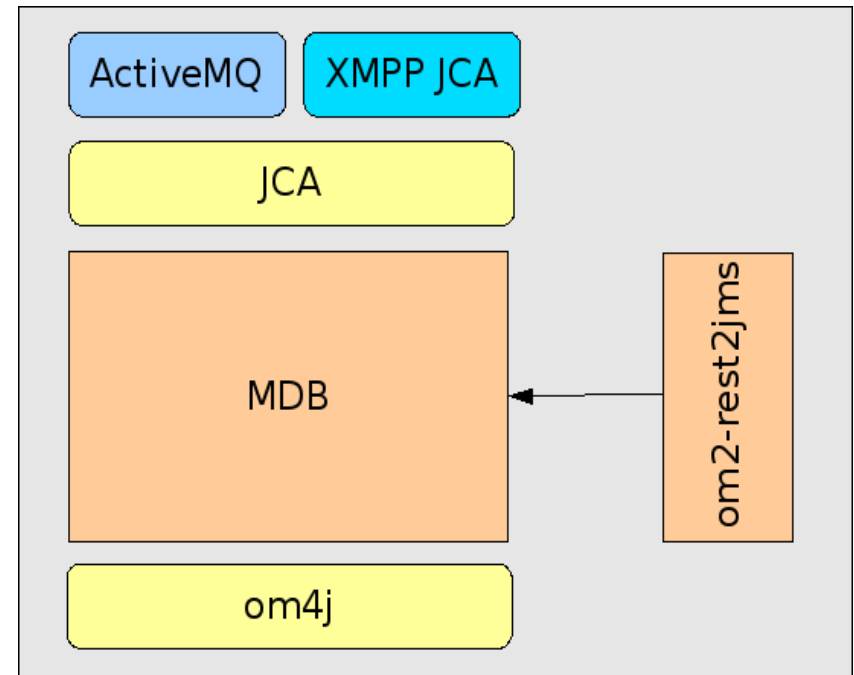 ActiveMQ
XMPP JCA
JCA
MDB
om2-rest2jms
om4j